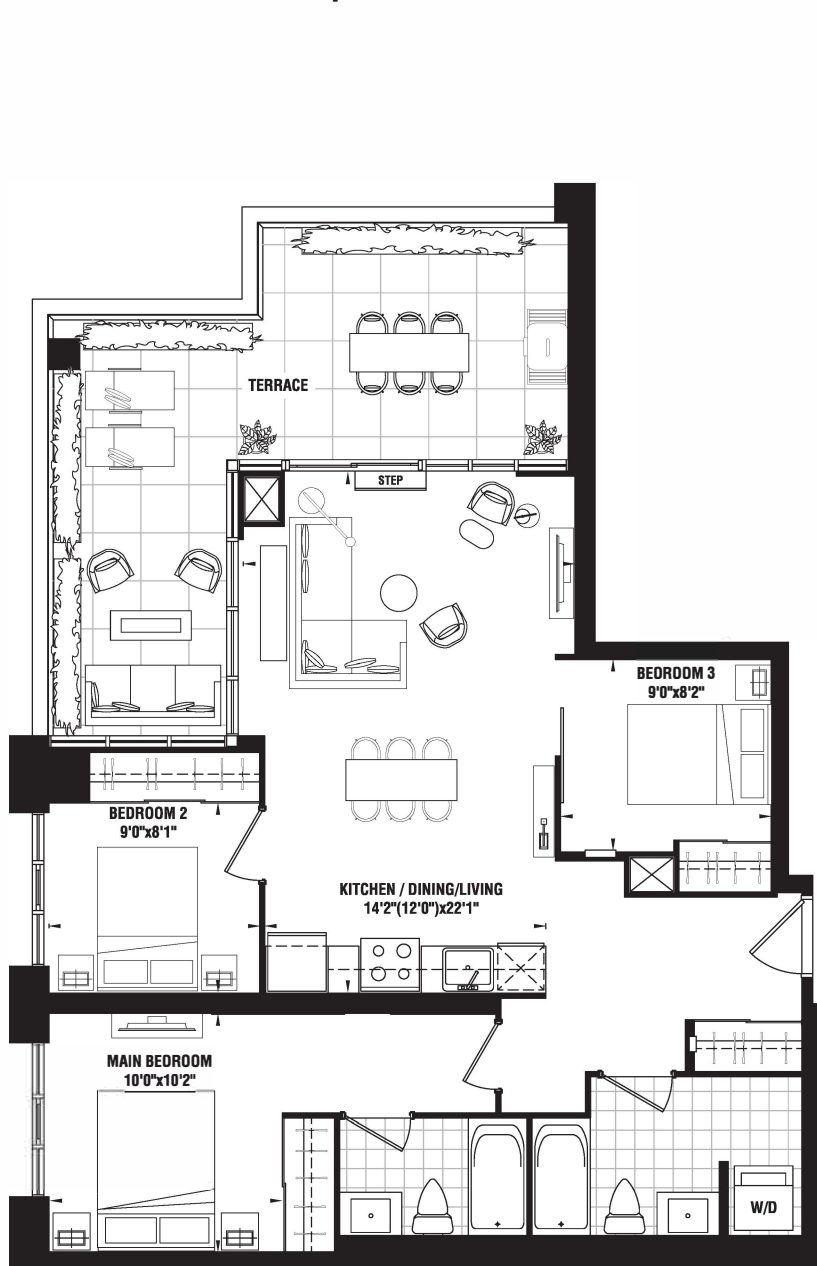 TERRACE
STEP
BEDROOM 3
9'0"x8'2"
BEDROOM 2
9'0"x8'1"
KITCHEN / DINING/LIVING
14'2"(12'0")x22'1"
MAIN BEDROOM
10'0"x10'2"
W/D